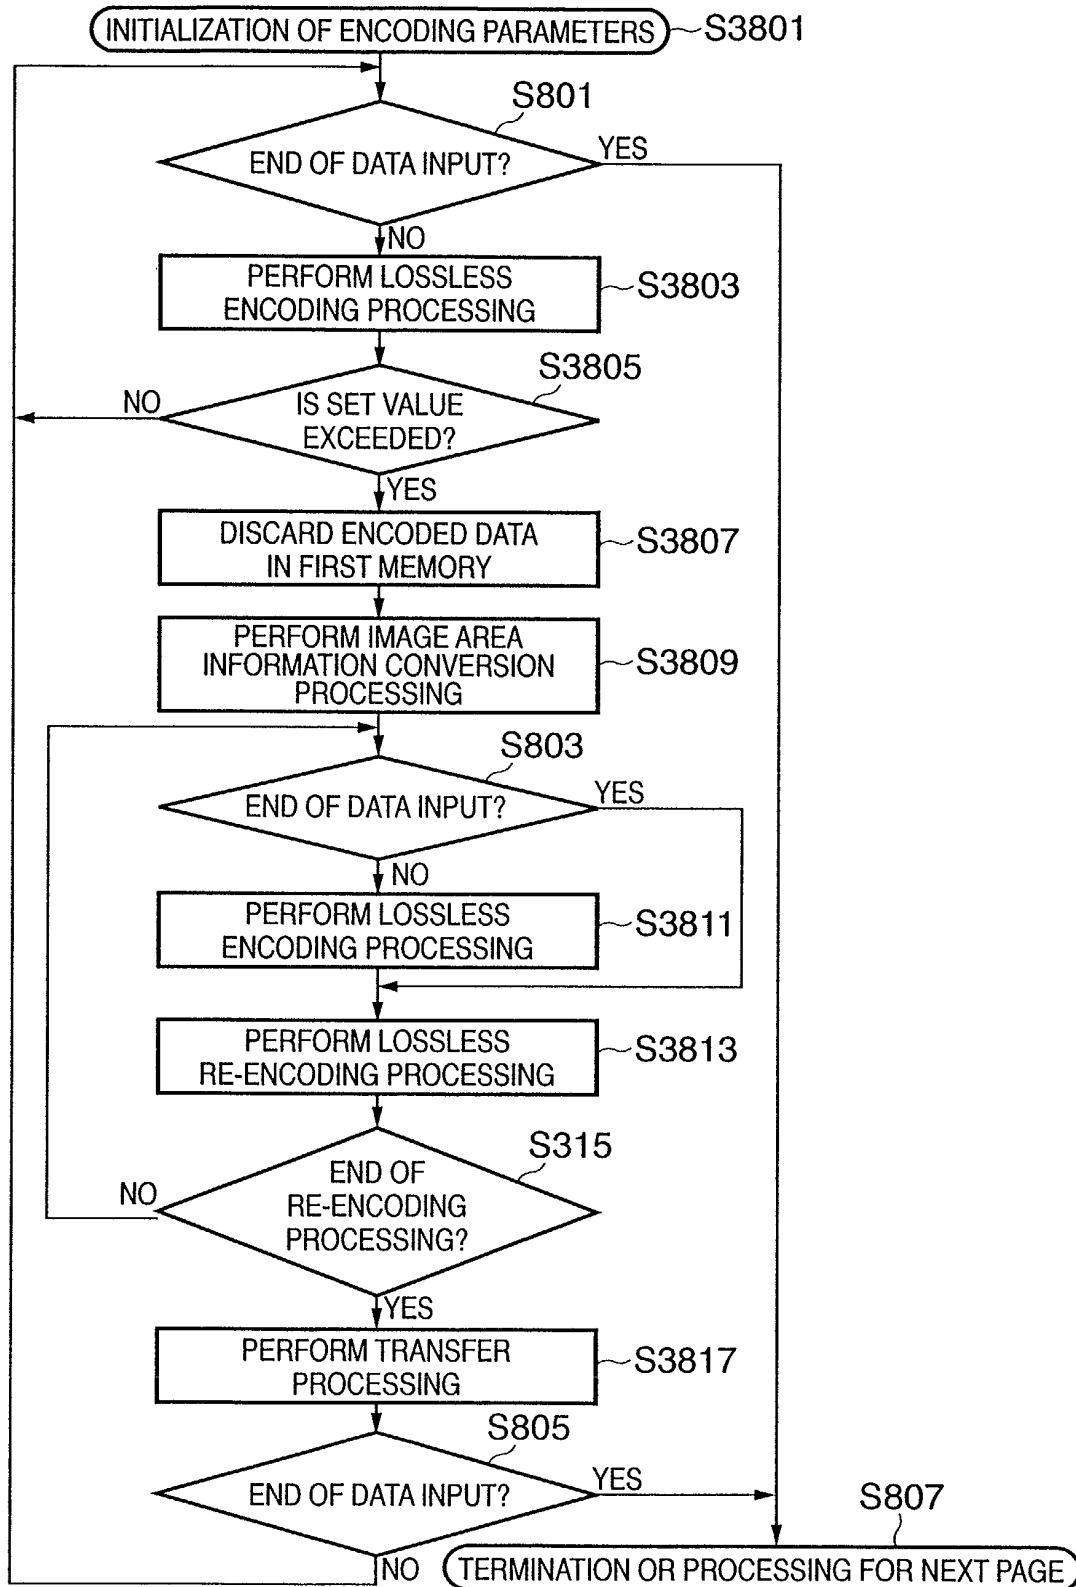 INITIALIZATION OF ENCODING PARAMETERS
S3801
S801
END OF DATA INPUT?
YES
NO
PERFORM LOSSLESS
ENCODING PROCESSING
S3803
S3805
NO
IS SET VALUE
EXCEEDED?
YES
DISCARD ENCODED DATA
IN FIRST MEMORY
S3807
PERFORM IMAGE AREA
INFORMATION CONVERSION
PROCESSING
S3809
S803
END OF DATA INPUT?
YES
NO
PERFORM LOSSLESS
ENCODING PROCESSING
S3811
PERFORM LOSSLESS
RE-ENCODING PROCESSING
S3813
S315
NO
END OF
RE-ENCODING
PROCESSING?
YES
PERFORM TRANSFER
PROCESSING
S3817
S805
END OF DATA INPUT?
YES
NO
S807
TERMINATION OR PROCESSING FOR NEXT PAGE